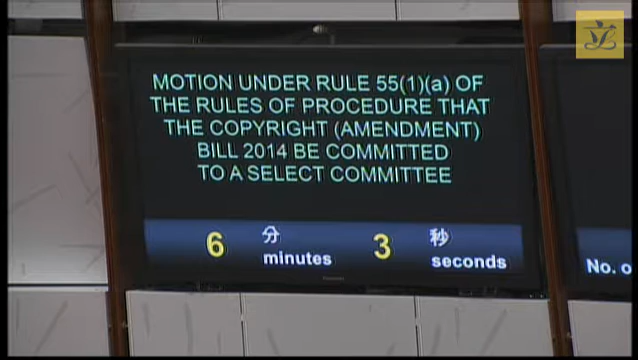 MOTION UNDER RULE 55(1)(a) OF
THE RULES OF PROCEDURE THAT
THE COPYRIGHT (AMENDMENT)
BILL 2014 BE COMMITTED
TO A SELECT COMMITTEE
6 分 3 秒
minutes seconds
No. o
立